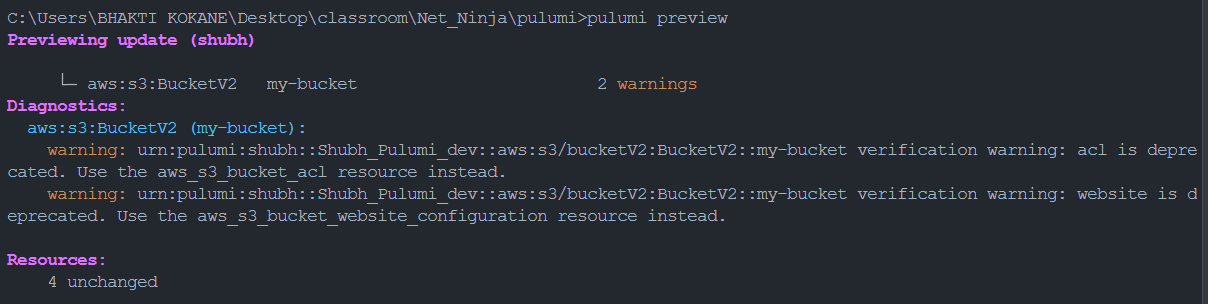 C:\Users\BHAKTI KOKANE\Desktop\classroom\Net_Ninja\pulumi>pulumi preview
Previewing update (shubh)
└─ aws:s3:BucketV2   my-bucket                        2 warnings
Diagnostics:
  aws:s3:BucketV2 (my-bucket):
    warning: urn:pulumi:shubh::Shubh_Pulumi_dev::aws:s3/bucketV2:BucketV2::my-bucket verification warning: acl is depre
cated. Use the aws_s3_bucket_acl resource instead.
    warning: urn:pulumi:shubh::Shubh_Pulumi_dev::aws:s3/bucketV2:BucketV2::my-bucket verification warning: website is d
eprecated. Use the aws_s3_bucket_website_configuration resource instead.
Resources:
    4 unchanged